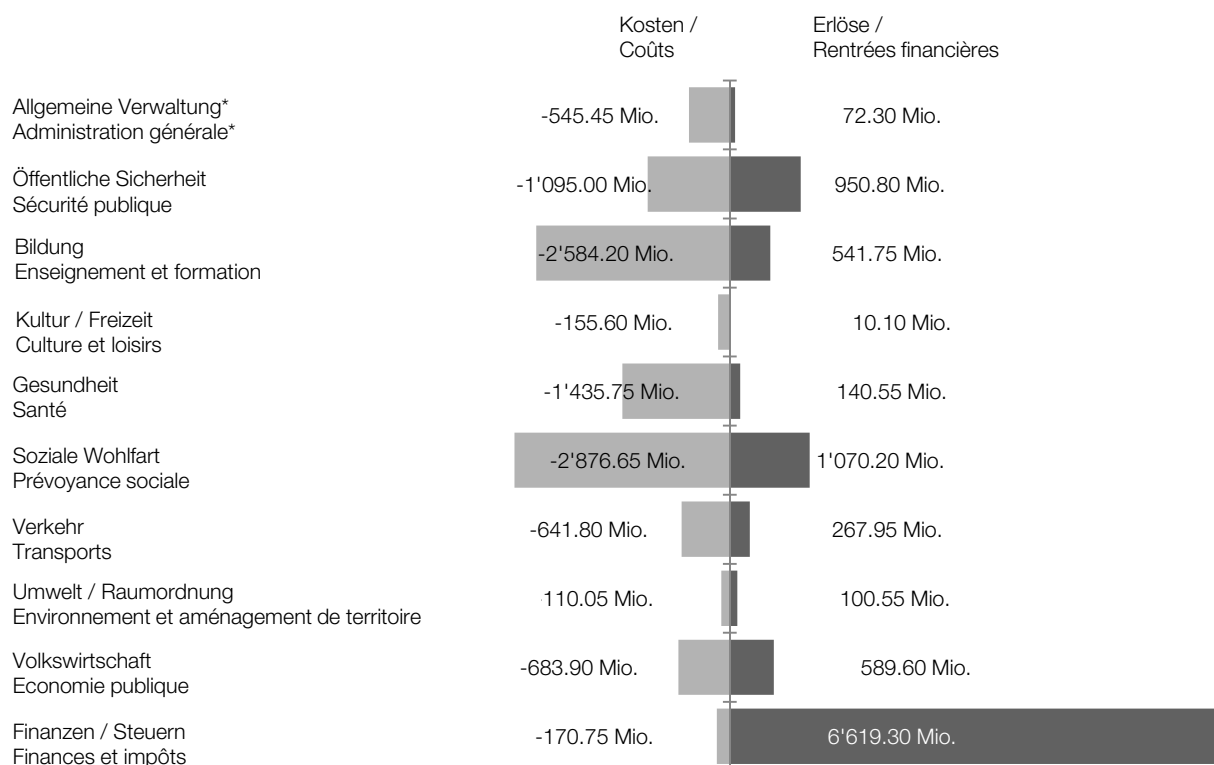 Kosten /
Coûts
Erlöse /
Rentrées financières
Allgemeine Verwaltung*
Administration générale*
-545.45 Mio.
72.30 Mio.
Öffentliche Sicherheit
Sécurité publique
-1'095.00 Mio.
950.80 Mio.
Bildung
Enseignement et formation
-2'584.20 Mio.
541.75 Mio.
Kultur / Freizeit
Culture et loisirs
-155.60 Mio.
10.10 Mio.
Gesundheit
Santé
-1'435.75 Mio.
140.55 Mio.
Soziale Wohlfart
Prévoyance sociale
-2'876.65 Mio.
1'070.20 Mio.
Verkehr
Transports
-641.80 Mio.
267.95 Mio.
Umwelt / Raumordnung
Environnement et aménagement de territoire
-110.05 Mio.
100.55 Mio.
Volkswirtschaft
Economie publique
-683.90 Mio.
589.60 Mio.
Finanzen / Steuern
Finances et impôts
-170.75 Mio.
6'619.30 Mio.